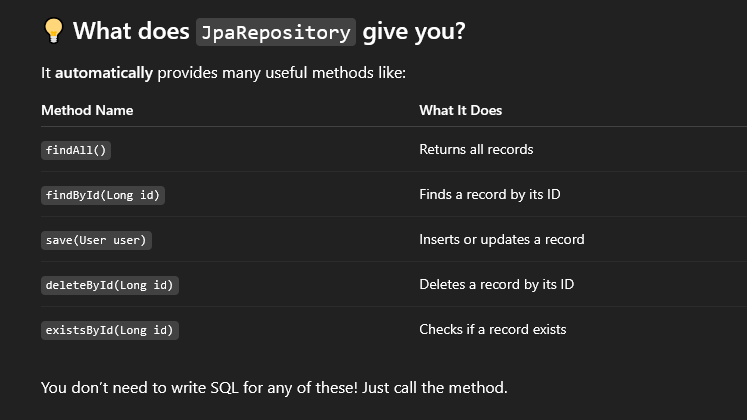 💡 What does JpaRepository give you?
It automatically provides many useful methods like:
Method Name What It Does
findAll() Returns all records
findById(Long id) Finds a record by its ID
save(User user) Inserts or updates a record
deleteById(Long id) Deletes a record by its ID
existsById(Long id) Checks if a record exists
You don’t need to write SQL for any of these! Just call the method.